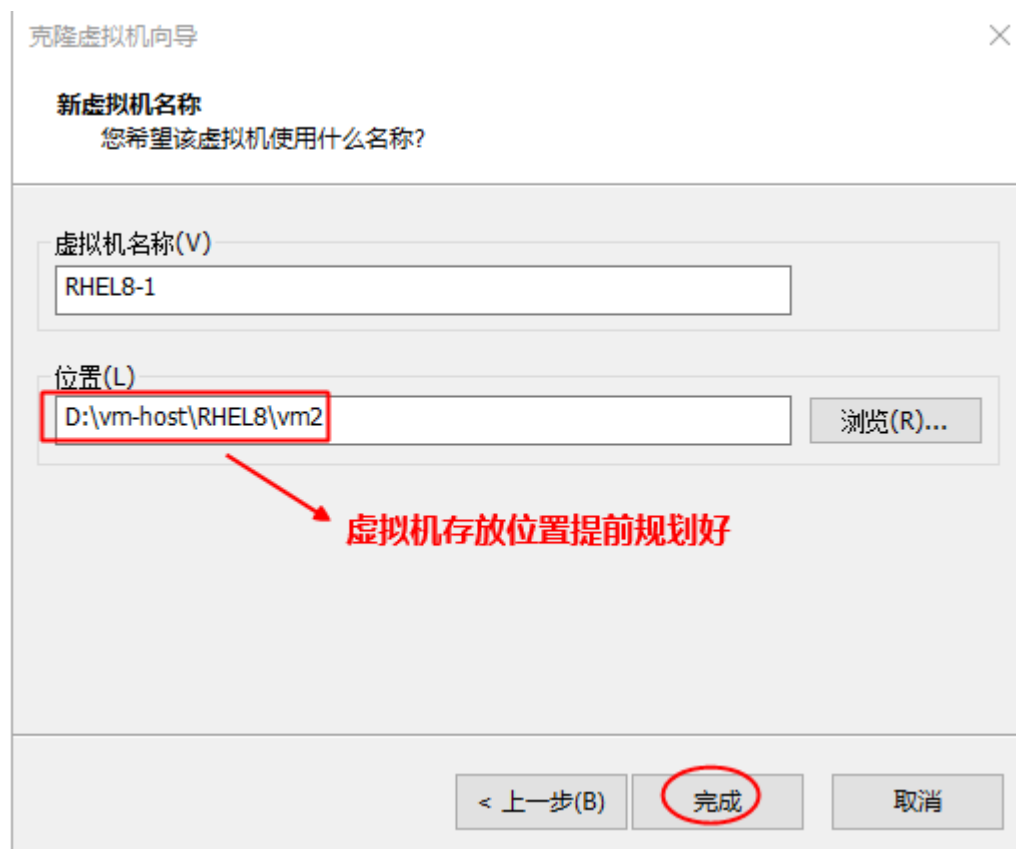 克隆虚拟机向导
新虚拟机名称
您希望该虚拟机使用什么名称?
虚拟机名称(V)
RHEL8-1
位置(L)
D:\vm-host\RHEL8\vm2
浏览(R)...
虚拟机存放位置提前规划好
< 上一步(B)
完成
取消